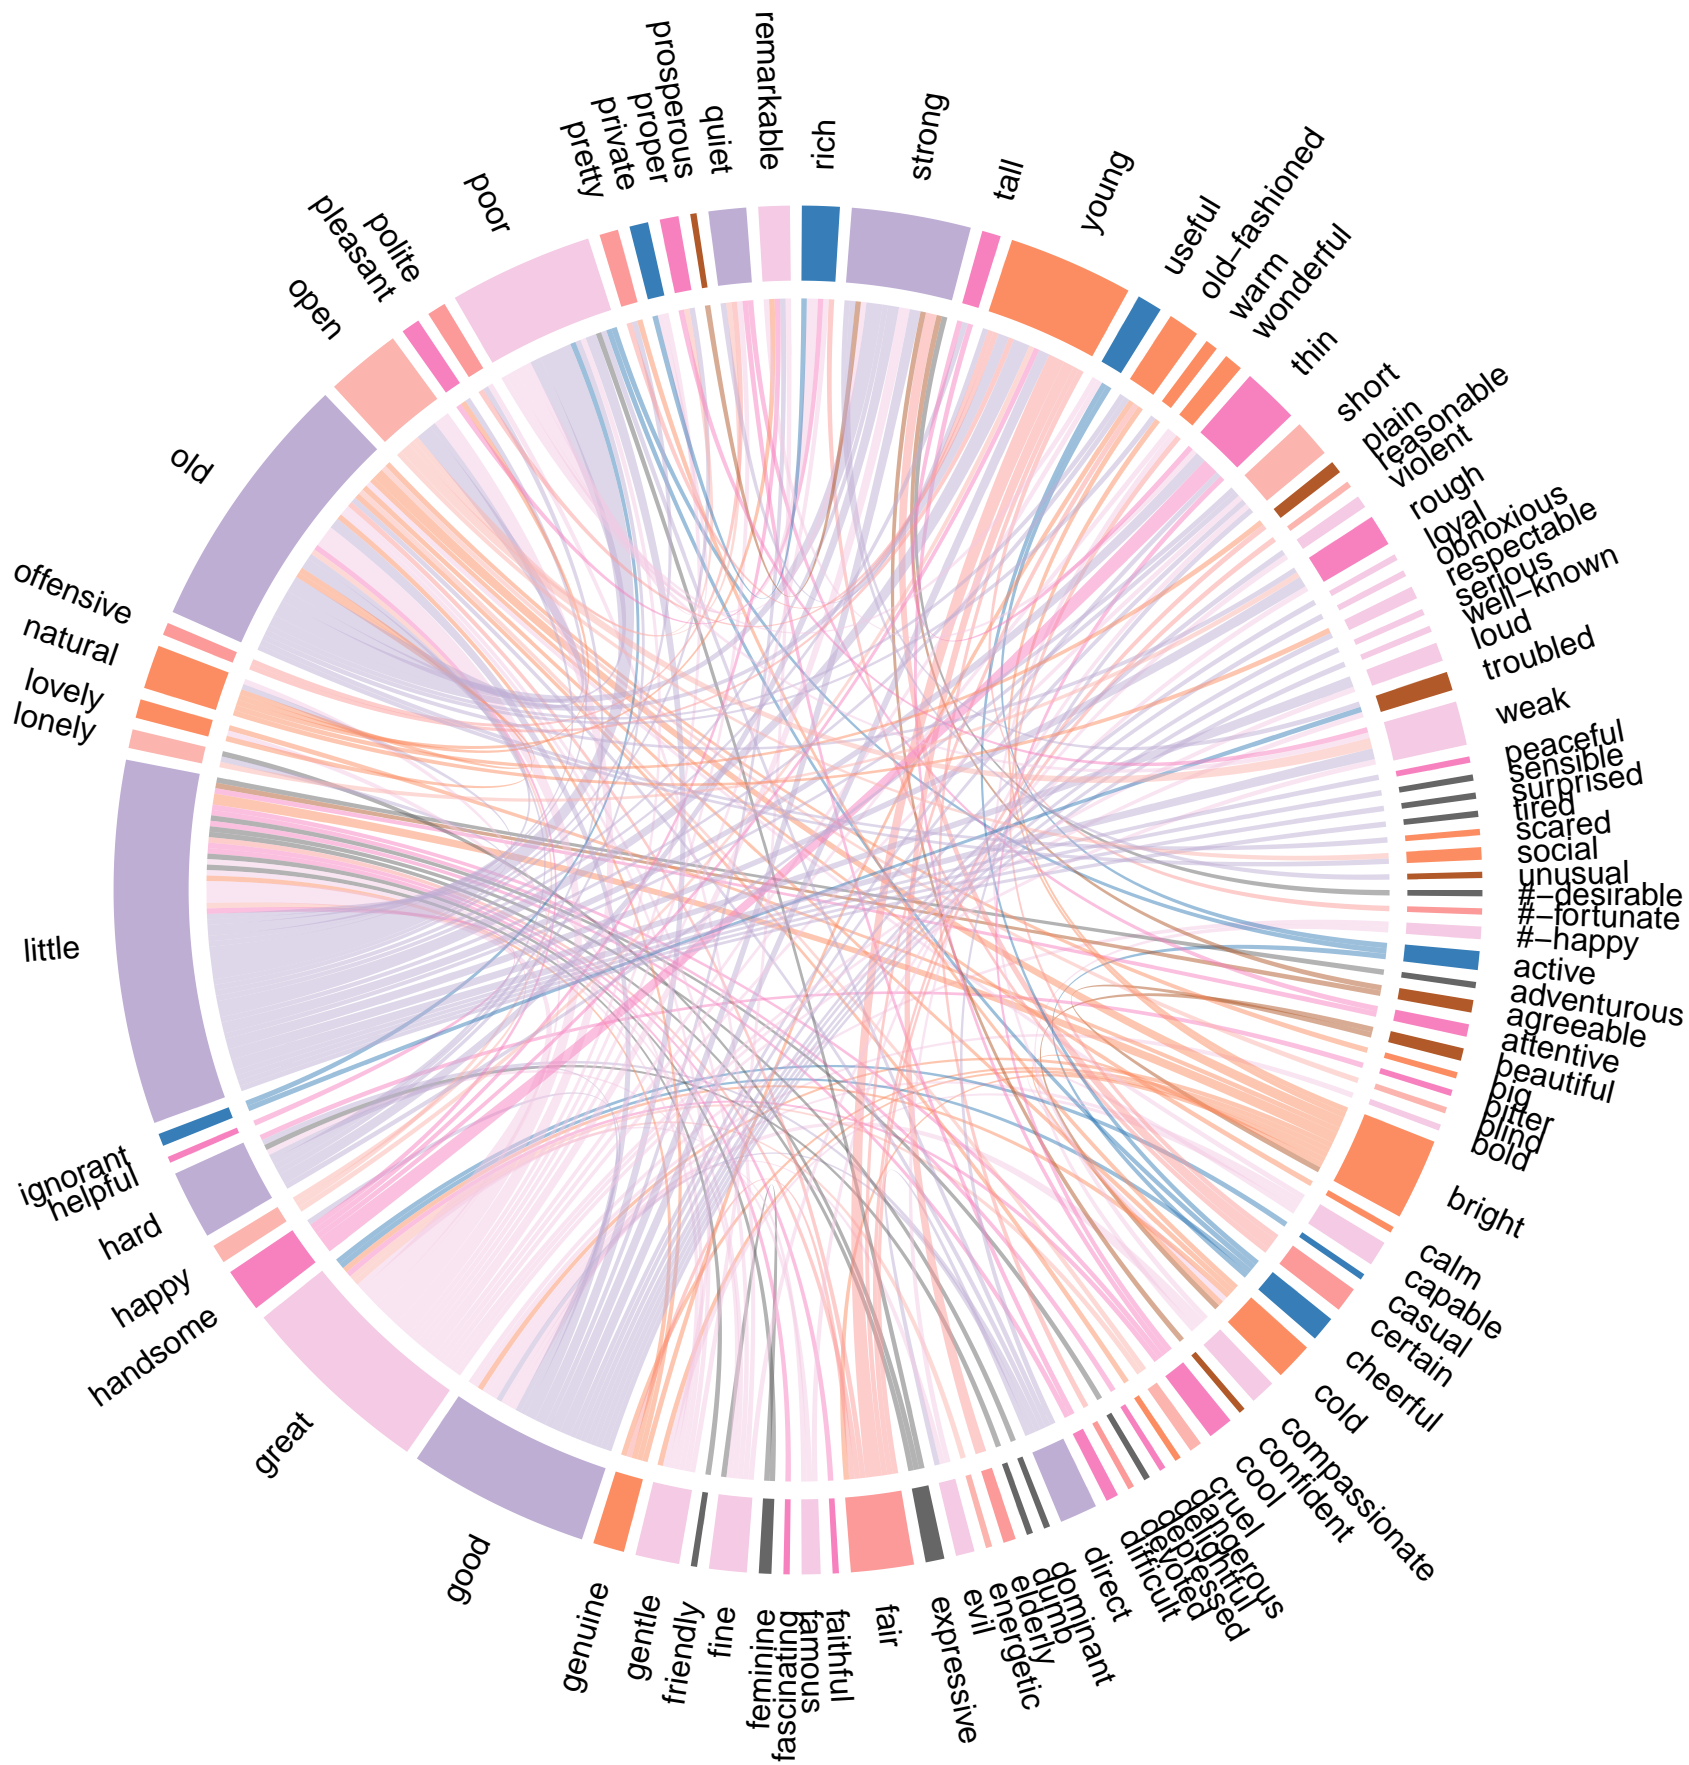 rich
strong
tall
young
useful
old–fashioned
warm
wonderful
thin
short
plain
reasonable
violent
rough
loyal
obnoxious
respectable
serious
well–known
loud
troubled
weak
peaceful
sensible
surprised
tired
scared
social
unusual
#–desirable
#–fortunate
#–happy
active
adventurous
agreeable
attentive
beautiful
big
bitter
blind
bold
bright
calm
capable
casual
certain
cheerful
cold
compassionate
confident
cool
cruel
dangerous
delightful
depressed
devoted
difficult
direct
dominant
dumb
elderly
energetic
evil
expressive
fair
faithful
famous
fascinating
feminine
fine
friendly
gentle
genuine
good
great
handsome
happy
hard
helpful
ignorant
little
lonely
lovely
natural
offensive
old
open
pleasant
polite
poor
pretty
private
proper
prosperous
quiet
remarkable